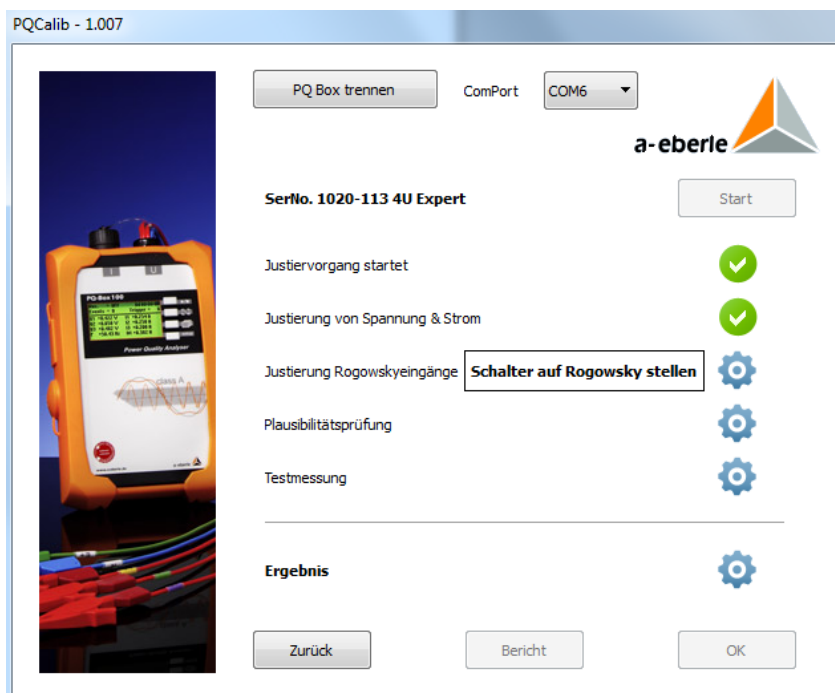 PQCalib - 1.007
PQ Box trennen
ComPort
COM6
a-eberle
SerNo. 1020-113 4U Expert
Start
Justiervorgang startet
Justierung von Spannung & Strom
Justierung Rogowskyeingänge
Schalter auf Rogowsky stellen
Plausibilitätsprüfung
Testmessung
Ergebnis
Zurück
Bericht
OK
I U
PQ-Box 100
Power Quality Analyser
class A
a-eberle